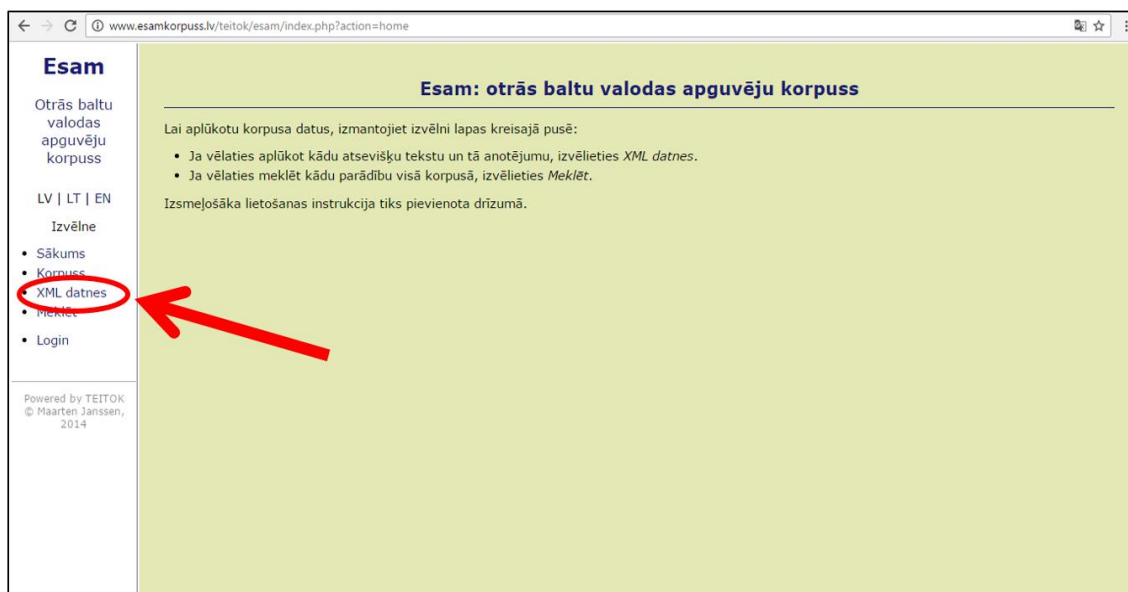 www.esamkorpuss.lv/teitok/esam/index.php?action=home
Esam
Otrās baltu
valodas
apguvēju
korpuss
LV | LT | EN
Izvēlne
Sākums
Korpuss
XML datnes
Meklēt
Login
Powered by TEITOK
© Maarten Janssen,
2014
Esam: otrās baltu valodas apguvēju korpuss
Lai aplūkotu korpusa datus, izmantojiet izvēlni lapas kreisajā pusē:
Ja vēlaties aplūkot kādu atsevišķu tekstu un tā anotējumu, izvēlieties XML datnes.
Ja vēlaties meklēt kādu parādību visā korpusā, izvēlieties Meklēt.
Izsmeļošāka lietošanas instrukcija tiks pievienota drīzumā.